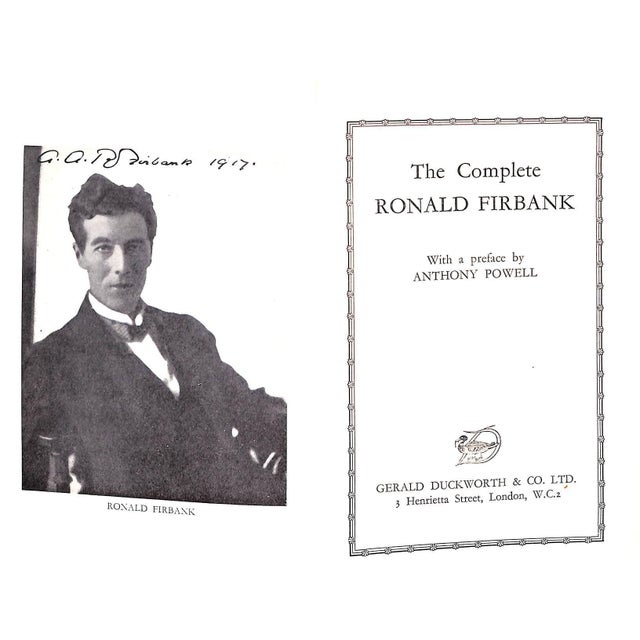 G. A. R. Firbank 1917.
RONALD FIRBANK
The Complete
RONALD FIRBANK
With a preface by
ANTHONY POWELL
GERALD DUCKWORTH & CO. LTD.
3 Henrietta Street, London, W.C.2